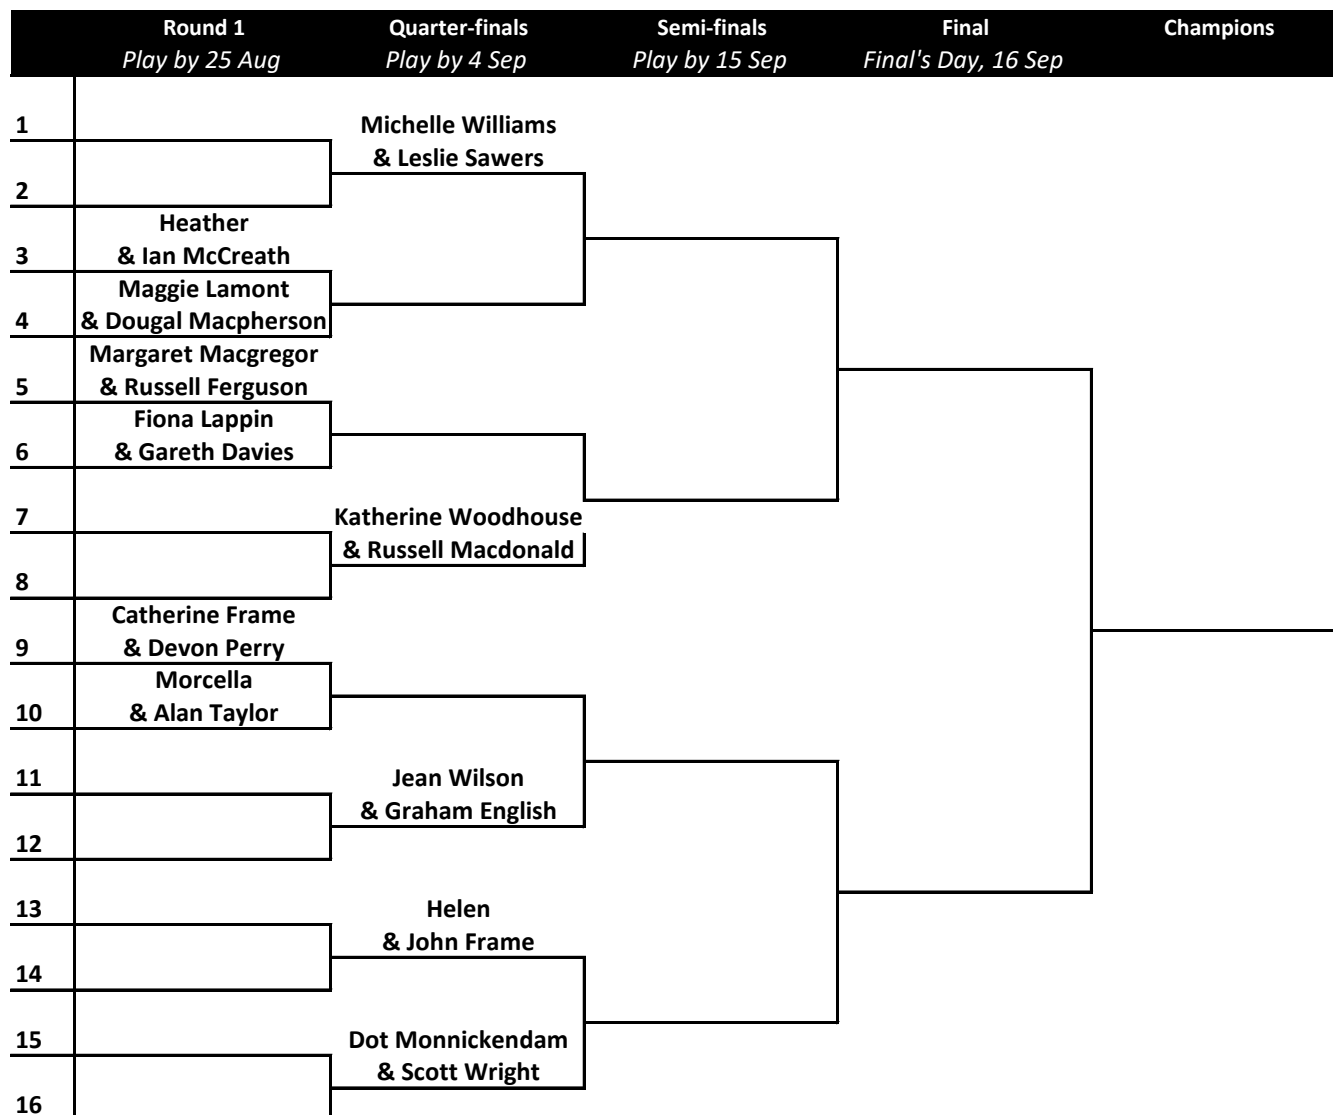 Round 1 Quarter-finals Semi-finals Final Champions
Play by 25 Aug Play by 4 Sep Play by 15 Sep Final's Day, 16 Sep
1 Michelle Williams
& Leslie Sawers
2
Heather
3 & Ian McCreath
Maggie Lamont
4 & Dougal Macpherson
Margaret Macgregor
5 & Russell Ferguson
Fiona Lappin
6 & Gareth Davies
7 Katherine Woodhouse
& Russell Macdonald
8
Catherine Frame
9 & Devon Perry
Morcella
10 & Alan Taylor
11 Jean Wilson
& Graham English
12
13 Helen
& John Frame
14
15 Dot Monnickendam
& Scott Wright
16